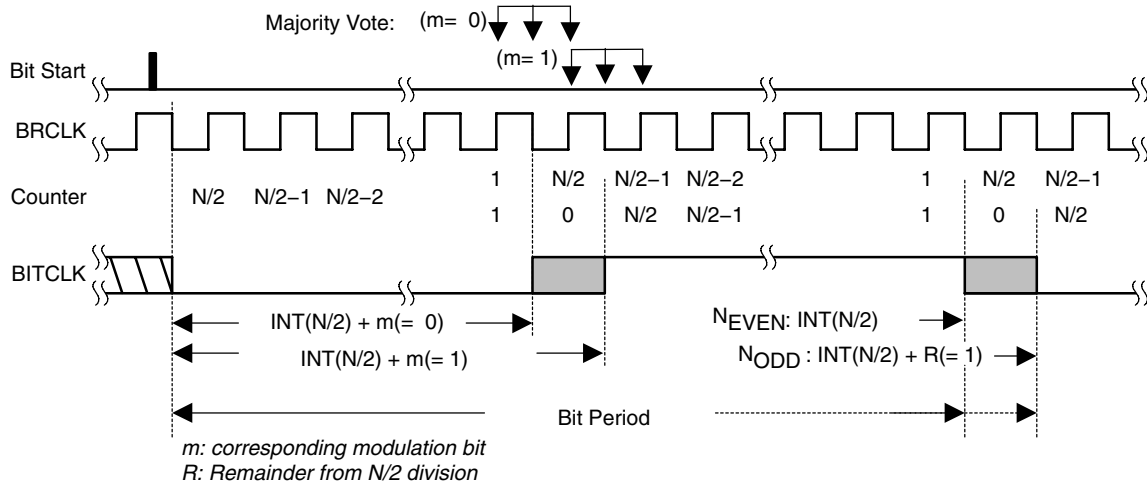 Majority Vote: (m= 0)
(m= 1)
Bit Start
BRCLK
Counter
N/2 N/2−1 N/2−2 1 N/2 N/2−1 N/2−2 1 N/2 N/2−1
1 0 N/2 N/2−1 1 0 N/2
BITCLK
INT(N/2) + m(= 0)
NEVEN: INT(N/2)
INT(N/2) + m(= 1)
NODD : INT(N/2) + R(= 1)
Bit Period
m: corresponding modulation bit
R: Remainder from N/2 division